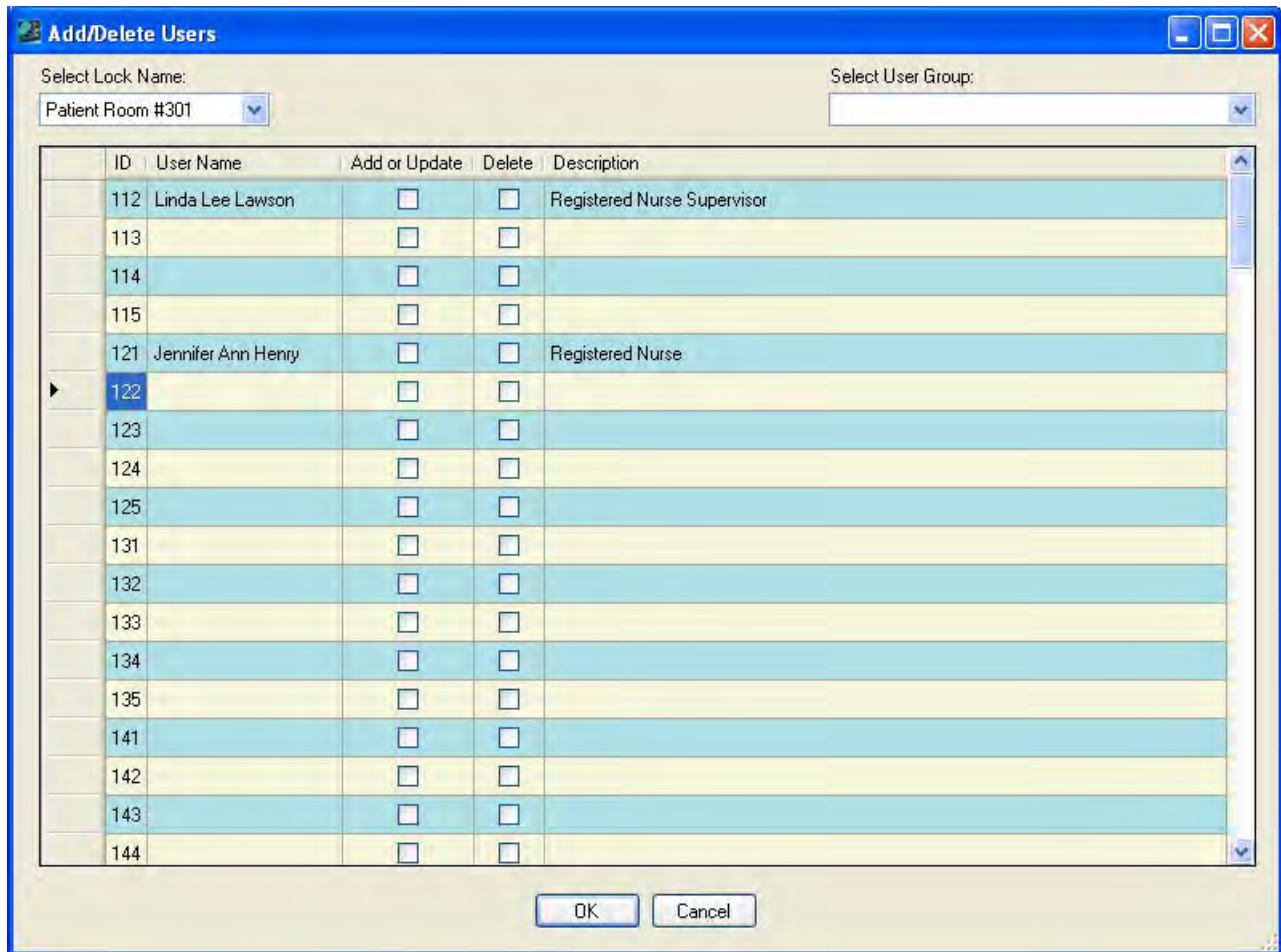 Add/Delete Users
Select Lock Name: Select User Group:
Patient Room #301
ID User Name Add or Update Delete Description
112 Linda Lee Lawson Registered Nurse Supervisor
113
114
115
121 Jennifer Ann Henry Registered Nurse
122
123
124
125
131
132
133
134
135
141
142
143
144
OK Cancel